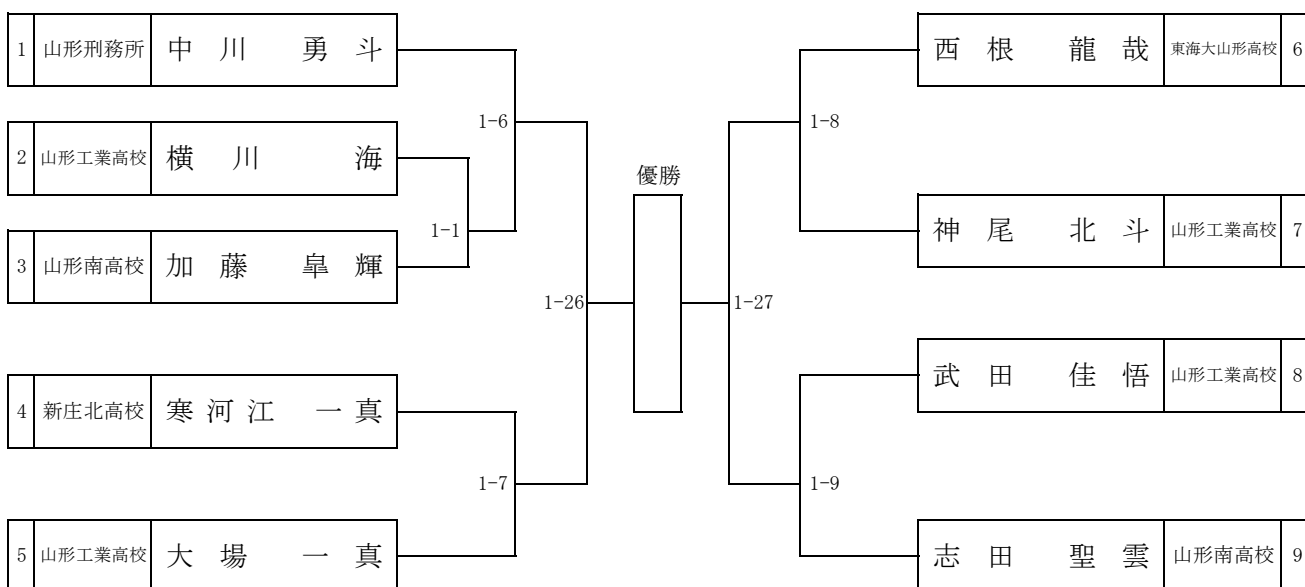 1 山形刑務所 中川 勇斗
1-6
2 山形工業高校 横川 海
1-1
3 山形南高校 加藤 皐輝
1-26
4 新庄北高校 寒河江 一真
1-7
5 山形工業高校 大場 一真
優勝
西根 龍哉 東海大山形高校 6
1-8
神尾 北斗 山形工業高校 7
1-27
武田 佳悟 山形工業高校 8
1-9
志田 聖雲 山形南高校 9